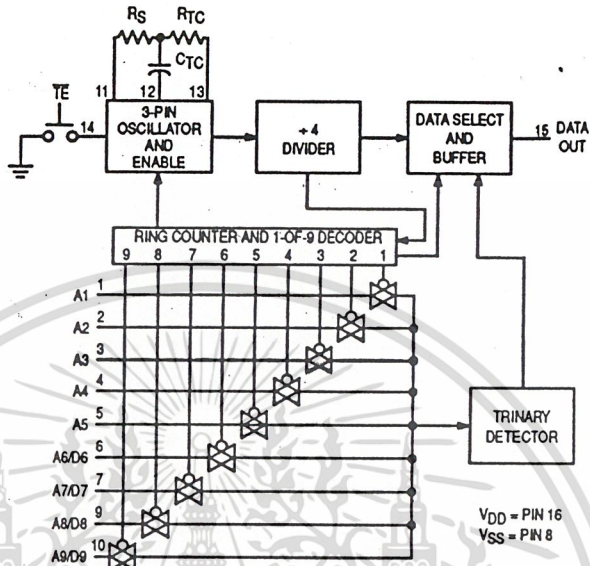 RS RTC
CTC
11 12 13
TE
14
3-PIN
OSCILLATOR
AND
ENABLE
÷4
DIVIDER
DATA SELECT
AND
BUFFER
15 DATA
OUT
RING COUNTER AND 1-OF-9 DECODER
9 8 7 6 5 4 3 2 1
A1 1
A2 2
A3 3
A4 4
A5 5
A6/D6 6
A7/D7 7
A8/D8 9
A9/D9 10
TRINARY
DETECTOR
VDD = PIN 16
VSS = PIN 8